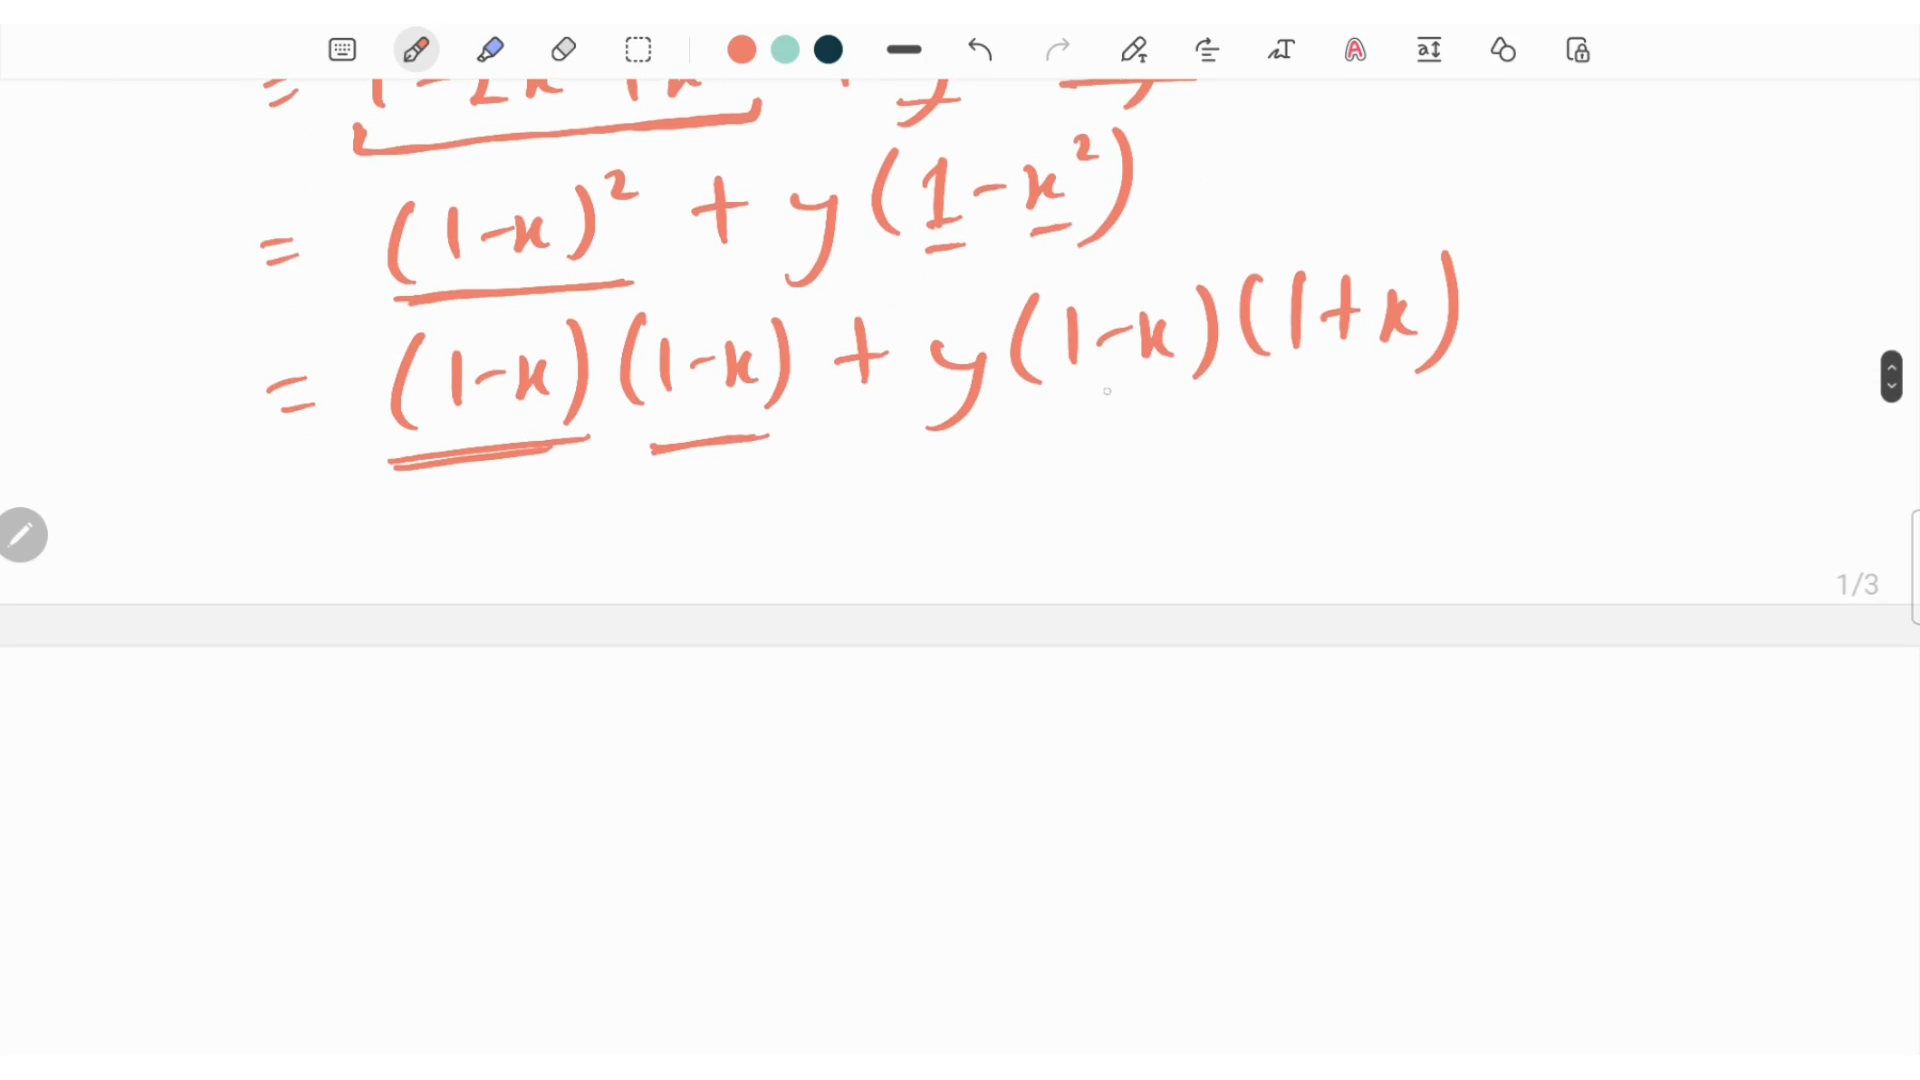 = (1-x)² + y(1-x²)
= (1-x)(1-x) + y(1-x)(1+x)
1/3